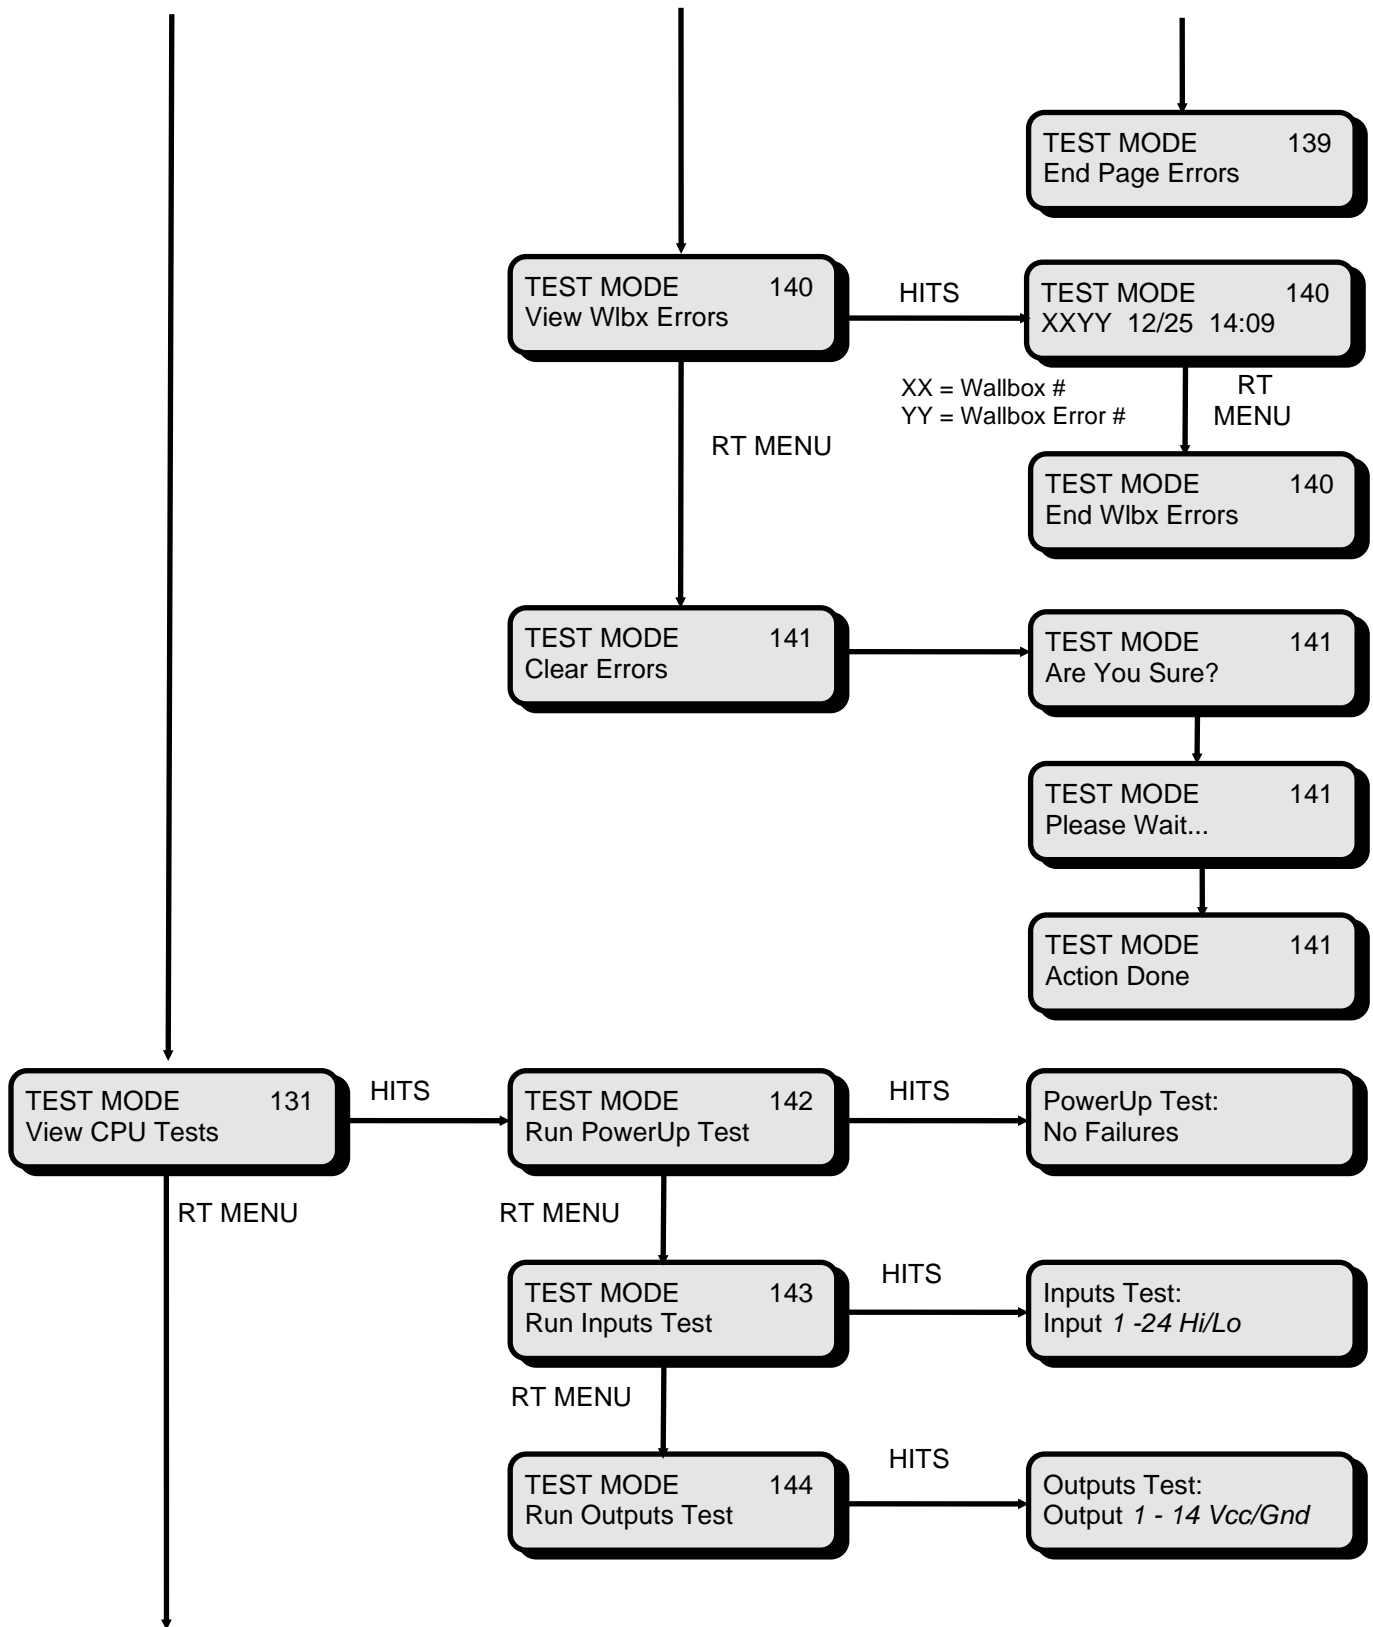 TEST MODE 139
End Page Errors
TEST MODE 140
View Wlbx Errors
HITS
TEST MODE 140
XXYY 12/25 14:09
XX = Wallbox #
YY = Wallbox Error #
RT
MENU
RT MENU
TEST MODE 140
End Wlbx Errors
TEST MODE 141
Clear Errors
TEST MODE 141
Are You Sure?
TEST MODE 141
Please Wait...
TEST MODE 141
Action Done
TEST MODE 131
View CPU Tests
HITS
TEST MODE 142
Run PowerUp Test
HITS
PowerUp Test:
No Failures
RT MENU
RT MENU
TEST MODE 143
Run Inputs Test
HITS
Inputs Test:
Input 1 -24 Hi/Lo
RT MENU
TEST MODE 144
Run Outputs Test
HITS
Outputs Test:
Output 1 - 14 Vcc/Gnd